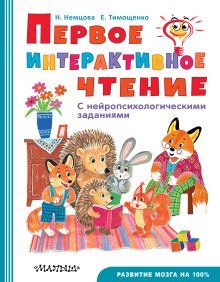 Н. Немцова Е. Тимощенко
ПЕРВОЕ
ИНТЕРАКТИВНОЕ
ЧТЕНИЕ
С нейропсихологическими
заданиями
МАЛЫШ
РАЗВИТИЕ МОЗГА НА 100%